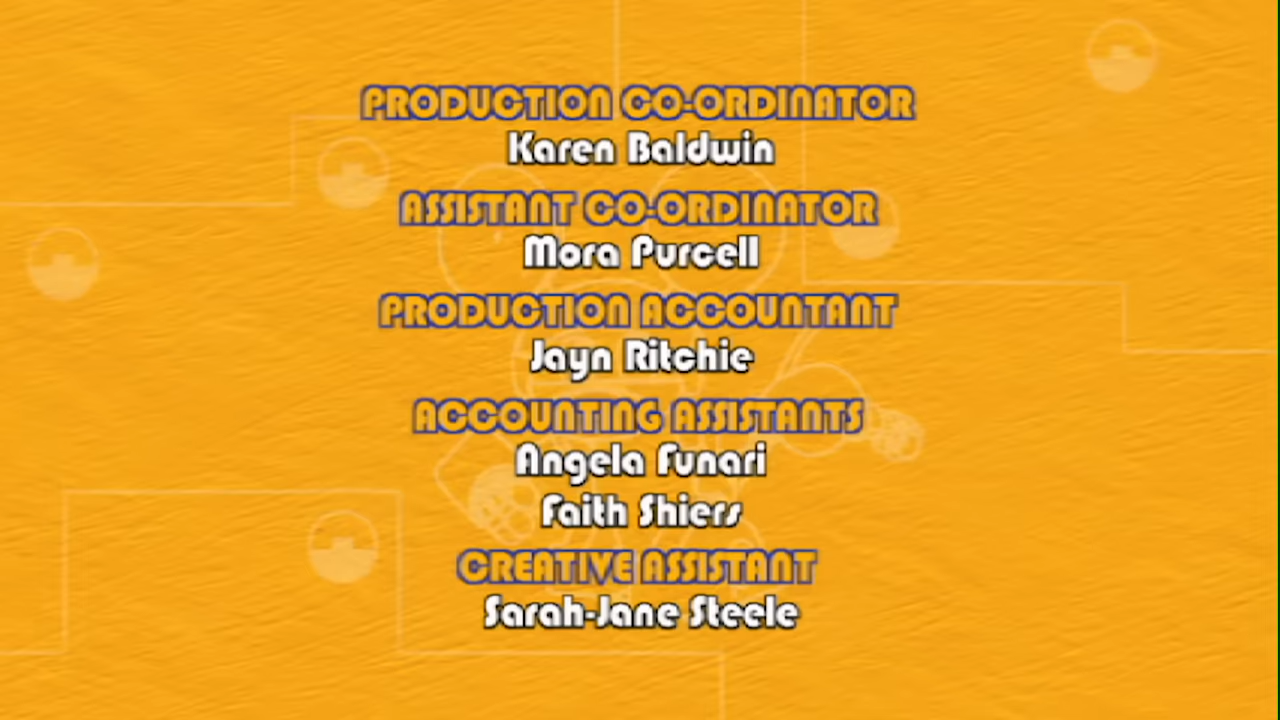 PRODUCTION CO-ORDINATOR
Karen Baldwin
ASSISTANT CO-ORDINATOR
Mora Purcell
PRODUCTION ACCOUNTANT
Jayn Ritchie
ACCOUNTING ASSISTANTS
Angela Funari
Faith Shiers
CREATIVE ASSISTANT
Sarah-Jane Steele